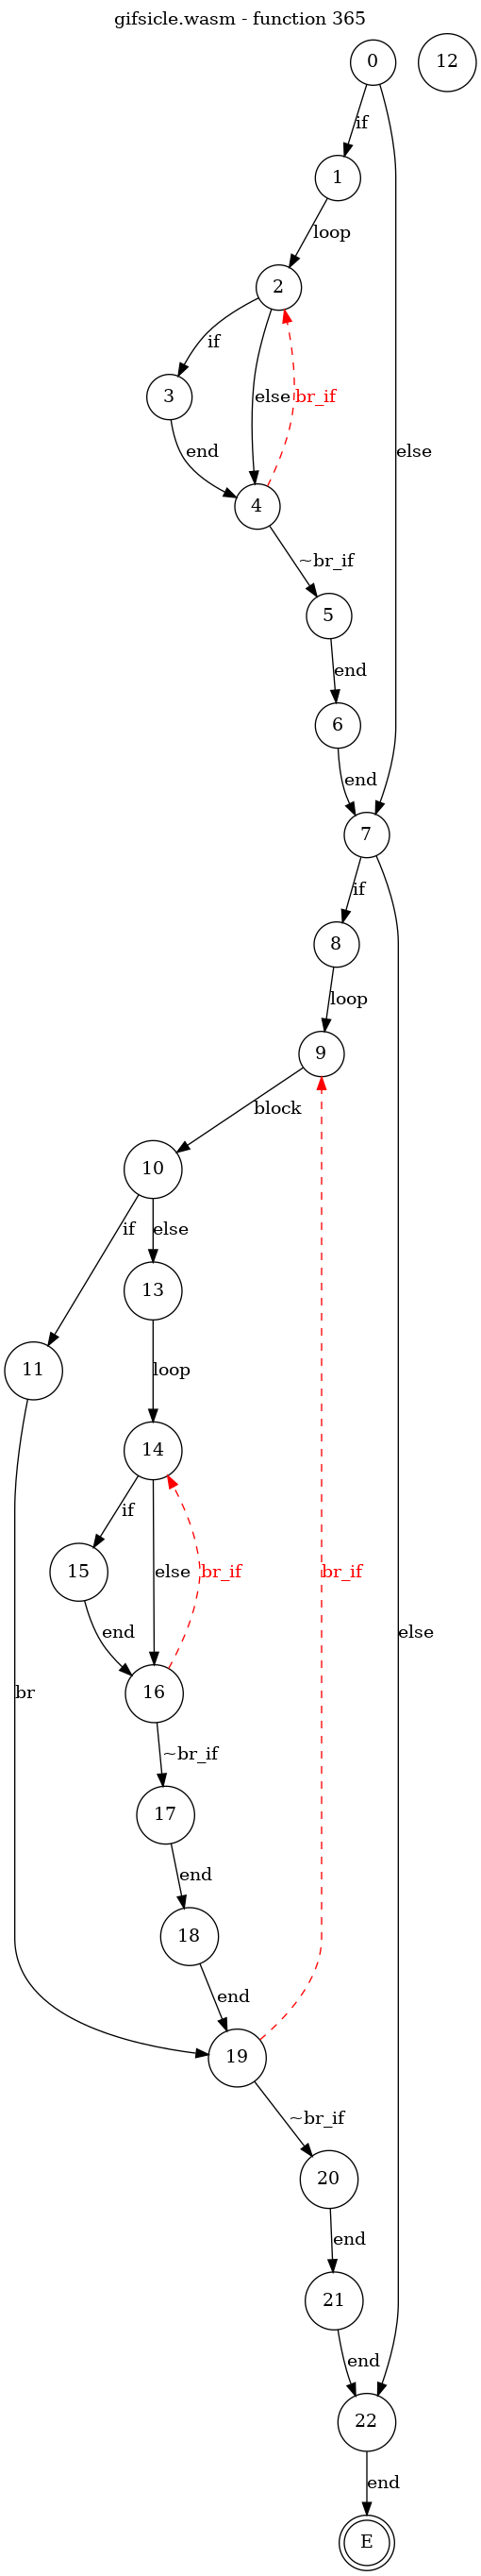 gifsicle.wasm - function 365
0
12
if
1
loop
2
if
3
else
br_if
else
end
4
~br_if
5
end
6
end
7
if
8
loop
9
block
10
if
else
13
11
loop
14
if
15
else
br_if
br_if
end
else
br
16
~br_if
17
end
18
end
19
~br_if
20
end
21
end
22
end
E